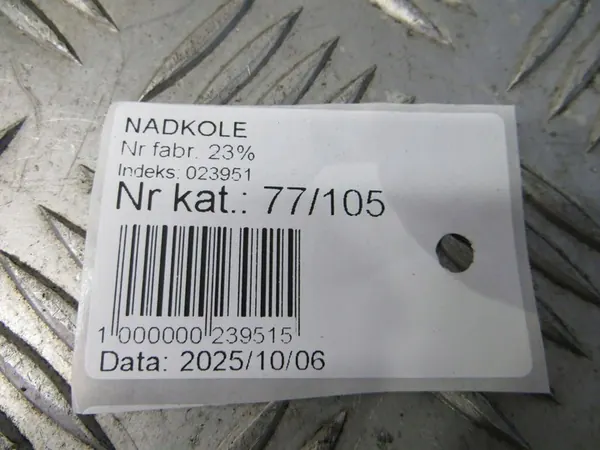 NADKOLE
Nr fabr. 23%
Indeks: 023951
Nr kat.: 77/105
1 000000 239515
Data: 2025/10/06